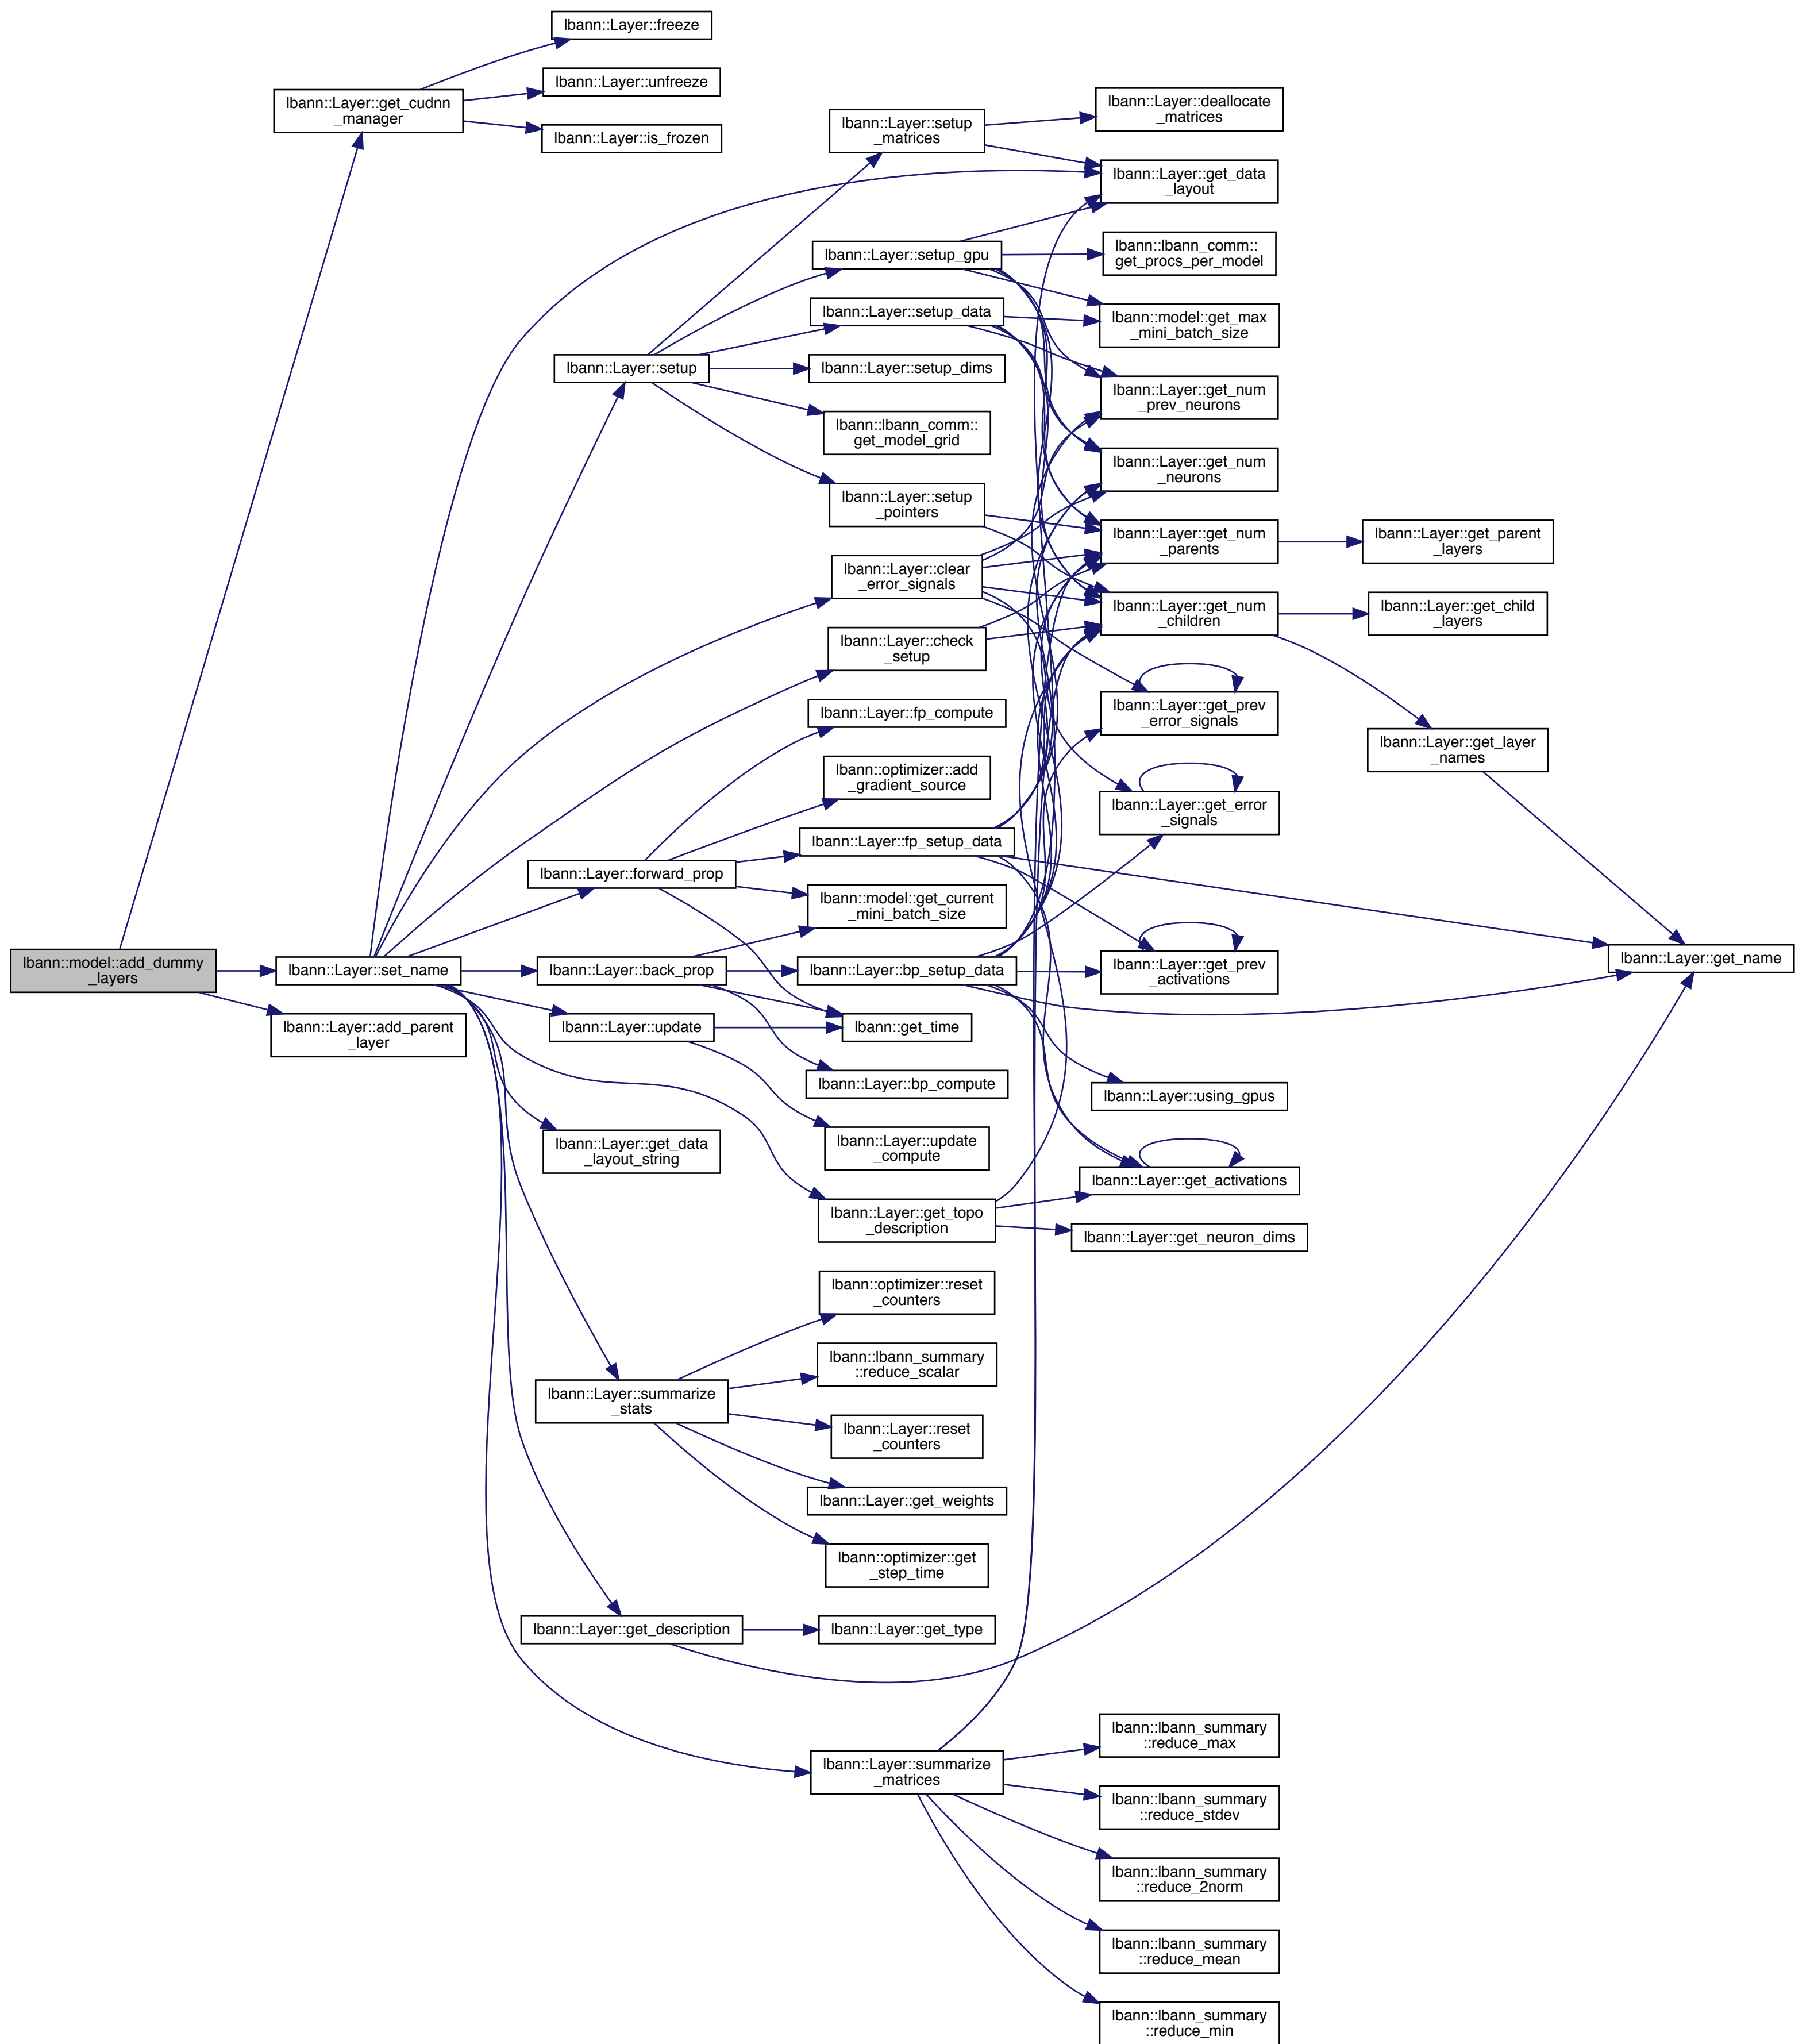 lbann::model::add_dummy
_layers
lbann::Layer::get_cudnn
_manager
lbann::Layer::set_name
lbann::Layer::add_parent
_layer
lbann::Layer::freeze
lbann::Layer::unfreeze
lbann::Layer::is_frozen
lbann::Layer::setup
lbann::Layer::forward_prop
lbann::Layer::back_prop
lbann::Layer::update
lbann::Layer::get_data
_layout_string
lbann::Layer::summarize
_stats
lbann::Layer::get_description
lbann::Layer::setup
_matrices
lbann::Layer::setup_gpu
lbann::Layer::setup_data
lbann::Layer::setup_dims
lbann::lbann_comm::
get_model_grid
lbann::Layer::setup
_pointers
lbann::Layer::clear
_error_signals
lbann::Layer::check
_setup
lbann::Layer::fp_compute
lbann::optimizer::add
_gradient_source
lbann::Layer::fp_setup_data
lbann::model::get_current
_mini_batch_size
lbann::Layer::bp_setup_data
lbann::get_time
lbann::Layer::bp_compute
lbann::Layer::update
_compute
lbann::Layer::get_topo
_description
lbann::optimizer::reset
_counters
lbann::lbann_summary
::reduce_scalar
lbann::Layer::reset
_counters
lbann::Layer::get_weights
lbann::optimizer::get
_step_time
lbann::Layer::get_type
lbann::Layer::summarize
_matrices
lbann::Layer::deallocate
_matrices
lbann::Layer::get_data
_layout
lbann::lbann_comm::
get_procs_per_model
lbann::model::get_max
_mini_batch_size
lbann::Layer::get_num
_prev_neurons
lbann::Layer::get_num
_neurons
lbann::Layer::get_num
_parents
lbann::Layer::get_num
_children
lbann::Layer::get_prev
_error_signals
lbann::Layer::get_error
_signals
lbann::Layer::get_prev
_activations
lbann::Layer::using_gpus
lbann::Layer::get_activations
lbann::Layer::get_neuron_dims
lbann::lbann_summary
::reduce_max
lbann::lbann_summary
::reduce_stdev
lbann::lbann_summary
::reduce_2norm
lbann::lbann_summary
::reduce_mean
lbann::lbann_summary
::reduce_min
lbann::Layer::get_parent
_layers
lbann::Layer::get_child
_layers
lbann::Layer::get_layer
_names
lbann::Layer::get_name